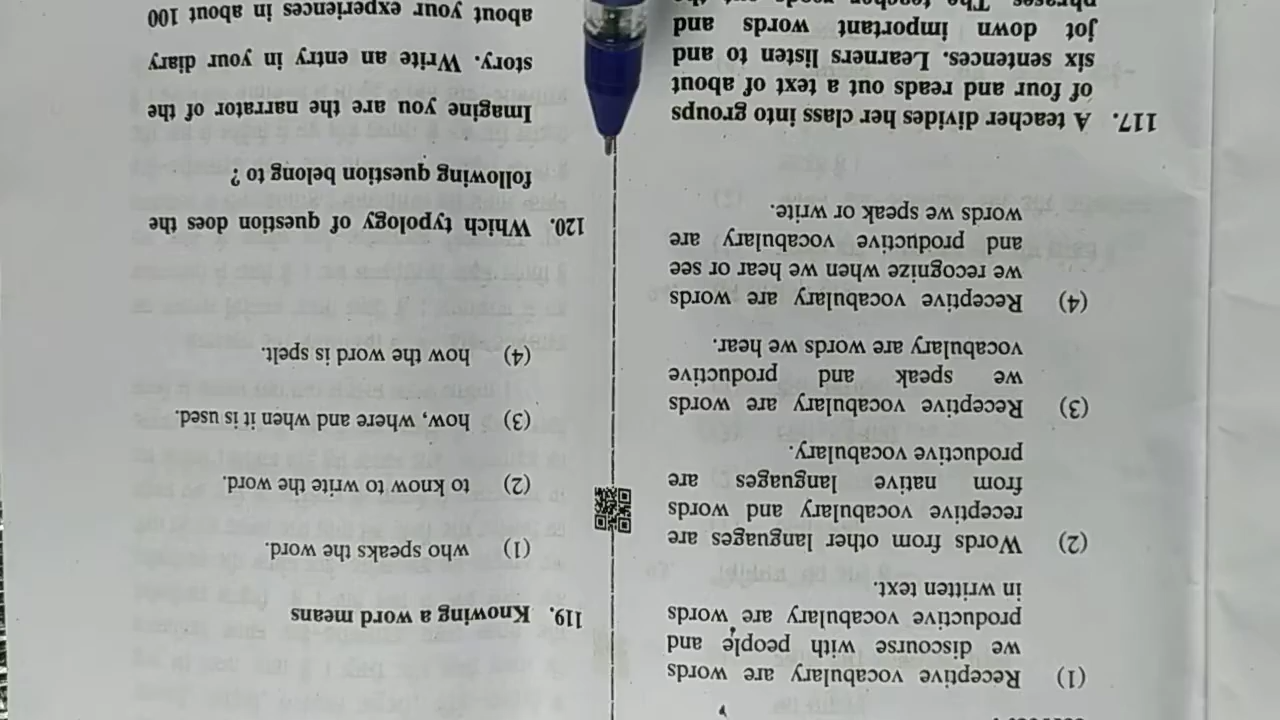 (1) Receptive vocabulary are words
we discourse with people and
productive vocabulary are words
in written text.
(2) Words from other languages are
receptive vocabulary and words
from native languages are
productive vocabulary.
(3) Receptive vocabulary are words
we speak and productive
vocabulary are words we hear.
(4) Receptive vocabulary are words
we recognize when we hear or see
and productive vocabulary are
words we speak or write.
117. A teacher divides her class into groups
of four and reads out a text of about
six sentences. Learners listen to and
jot down important words and
phrases. The teacher reads out the
119. Knowing a word means
(1) who speaks the word.
(2) to know to write the word.
(3) how, where and when it is used.
(4) how the word is spelt.
120. Which typology of question does the
following question belong to ?
Imagine you are the narrator of the
story. Write an entry in your diary
about your experiences in about 100